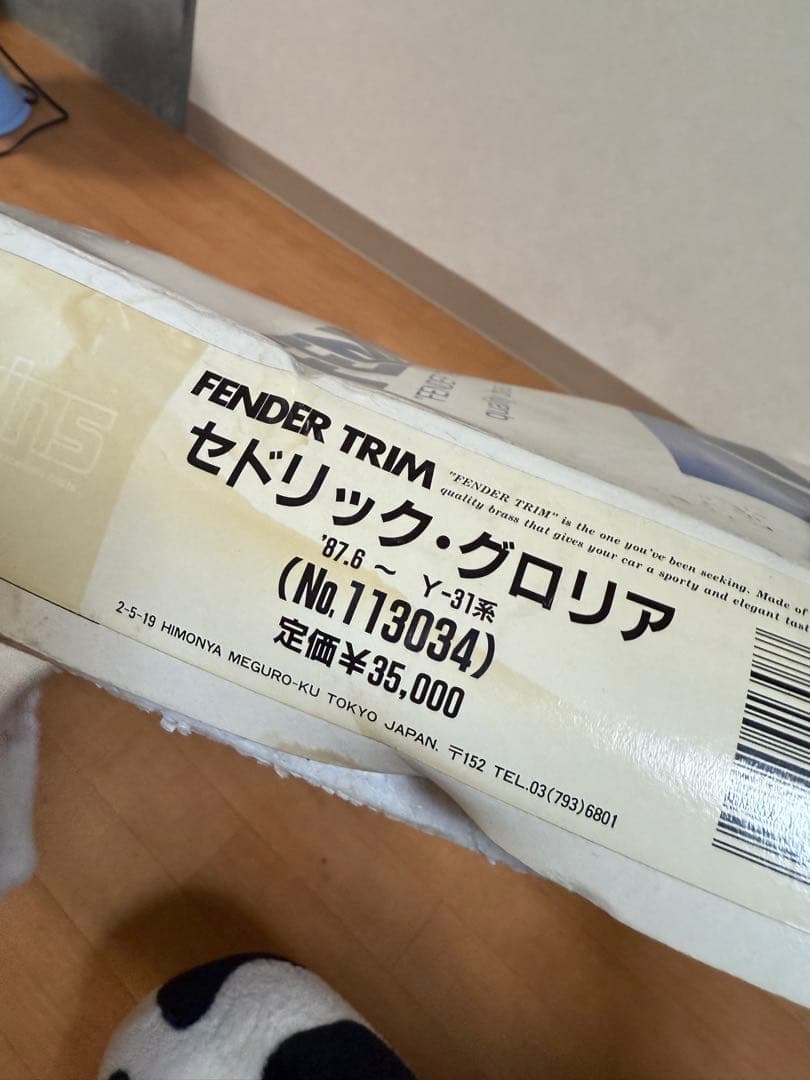 FENDER TRIM
"FENDER TRIM" is the one you've been seeking. Made of
quality brass that gives your car a sporty and elegant tast
セドリック・グロリア
'87.6 ~ Y-31系
(No.113034)
定価¥35,000
2-5-19 HIMONYA MEGURO-KU TOKYO JAPAN. 〒152 TEL.03(793)6801